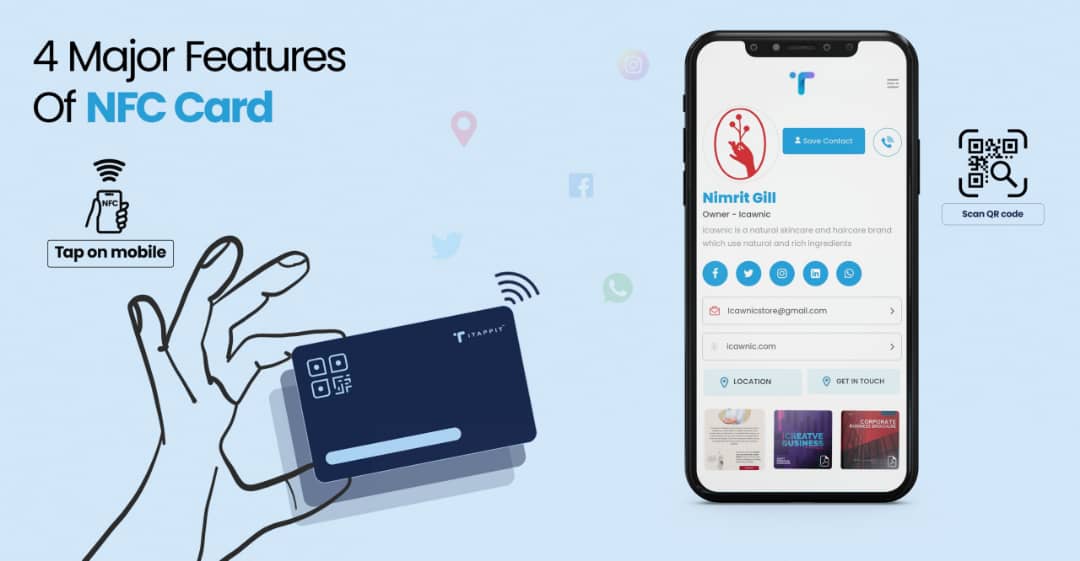 4 Major Features
Of NFC Card
NFC
Tap on mobile
ITAPPIT
Save Contact
Nimrit Gill
Owner - Icawnic
Icawnic is a natural skincare and haircare brand
which use natural and rich ingredients
Icawnicstore@gmail.com
icawnic.com
LOCATION
GET IN TOUCH
CREATVE
BUSINESS
CORPORATE
BUSINESS BROCHURE
Scan QR code